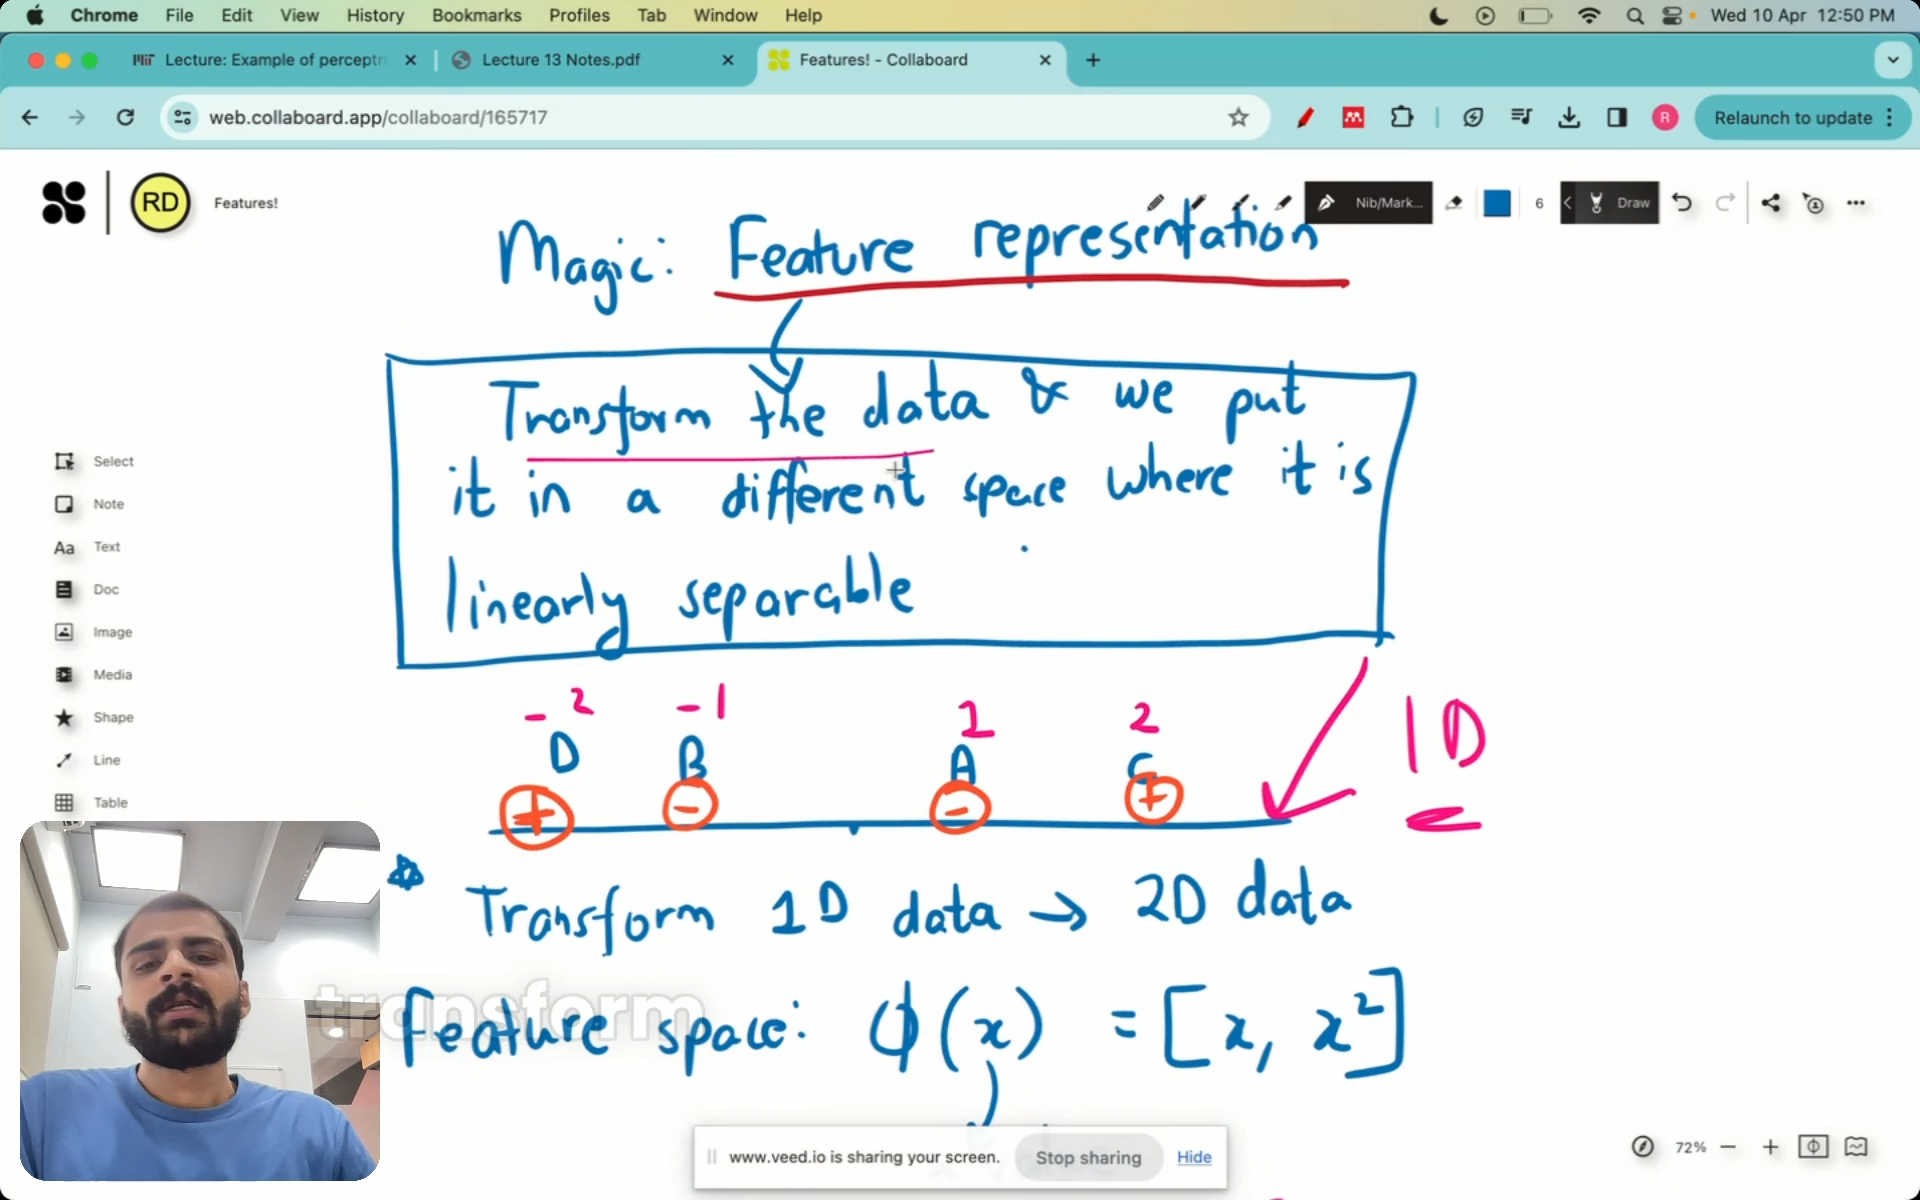 Chrome File Edit View History Bookmarks Profiles Tab Window Help Wed 10 Apr 12:50 PM
Lecture: Example of perceptr Lecture 13 Notes.pdf Features! - Collaboard
web.collaboard.app/collaboard/165717 R Relaunch to update
RD Features! Nib/Mark... 6 Draw
Magic: Feature representation
Transform the data & we put
it in a different space where it is
linearly separable
Select
Note
Text
Doc
Image
Media
Shape
Line
Table
-2 -1 1 2 1D
D B A C
+ - - +
Transform 1D data → 2D data
transform
Feature space: ϕ(x) = [x, x²]
www.veed.io is sharing your screen. Stop sharing Hide
72%